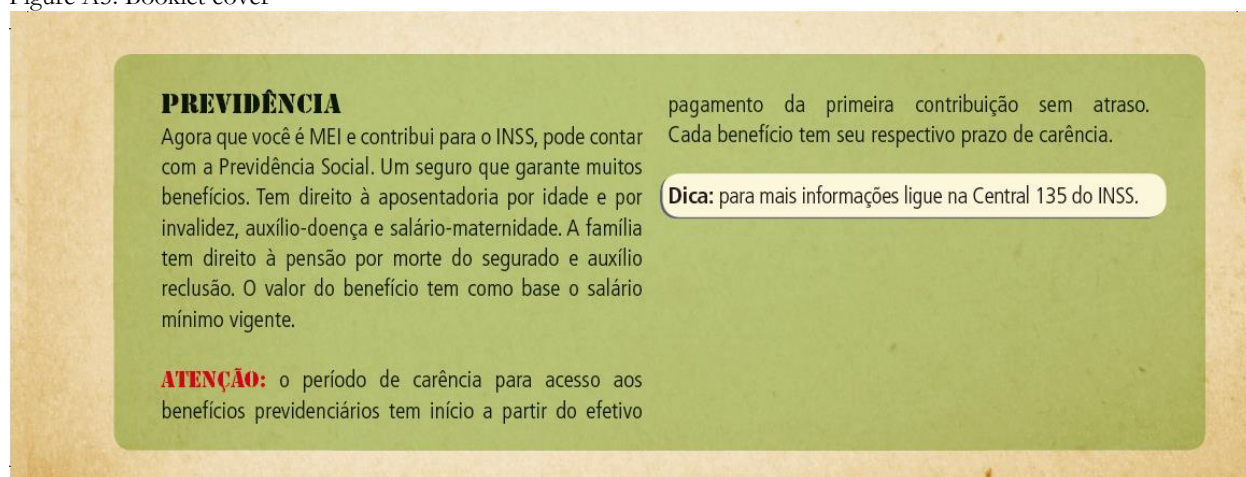 Figure A3: Booklet cover
PREVIDÊNCIA
Agora que você é MEI e contribui para o INSS, pode contar
com a Previdência Social. Um seguro que garante muitos
benefícios. Tem direito à aposentadoria por idade e por
invalidez, auxílio-doença e salário-maternidade. A família
tem direito à pensão por morte do segurado e auxílio
reclusão. O valor do benefício tem como base o salário
mínimo vigente.
ATENÇÃO: o período de carência para acesso aos
benefícios previdenciários tem início a partir do efetivo
pagamento da primeira contribuição sem atraso.
Cada benefício tem seu respectivo prazo de carência.
Dica: para mais informações ligue na Central 135 do INSS.